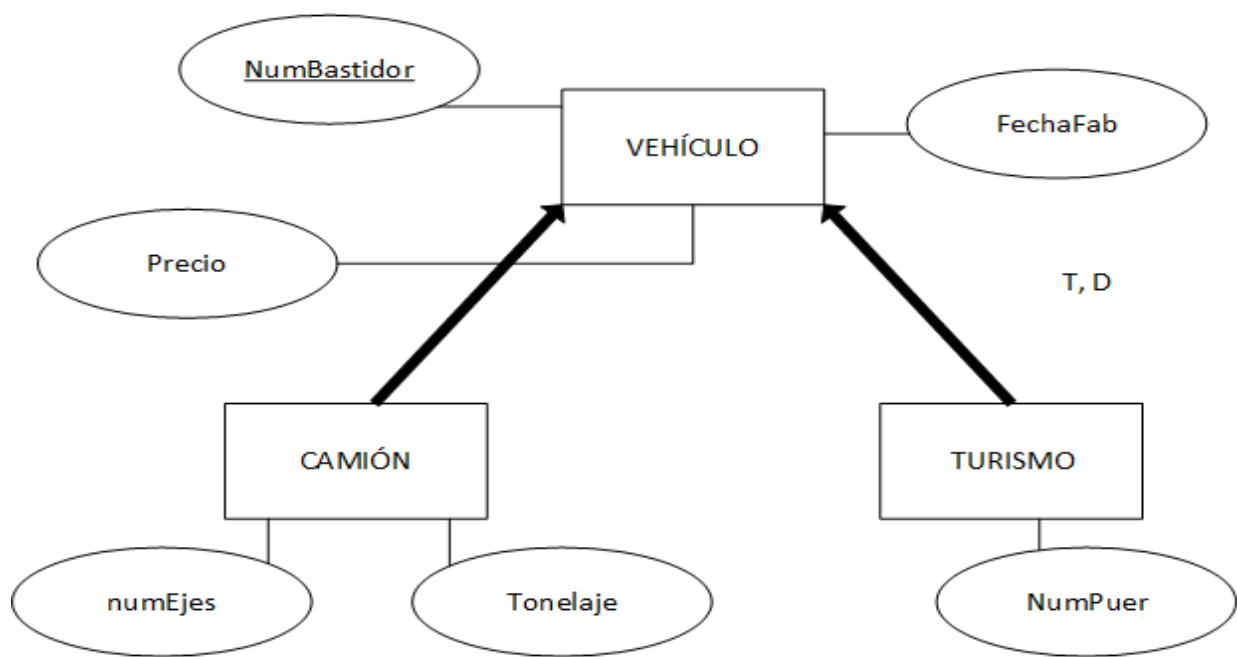 NumBastidor
VEHÍCULO
FechaFab
Precio
T, D
CAMIÓN
TURISMO
numEjes
Tonelaje
NumPuer